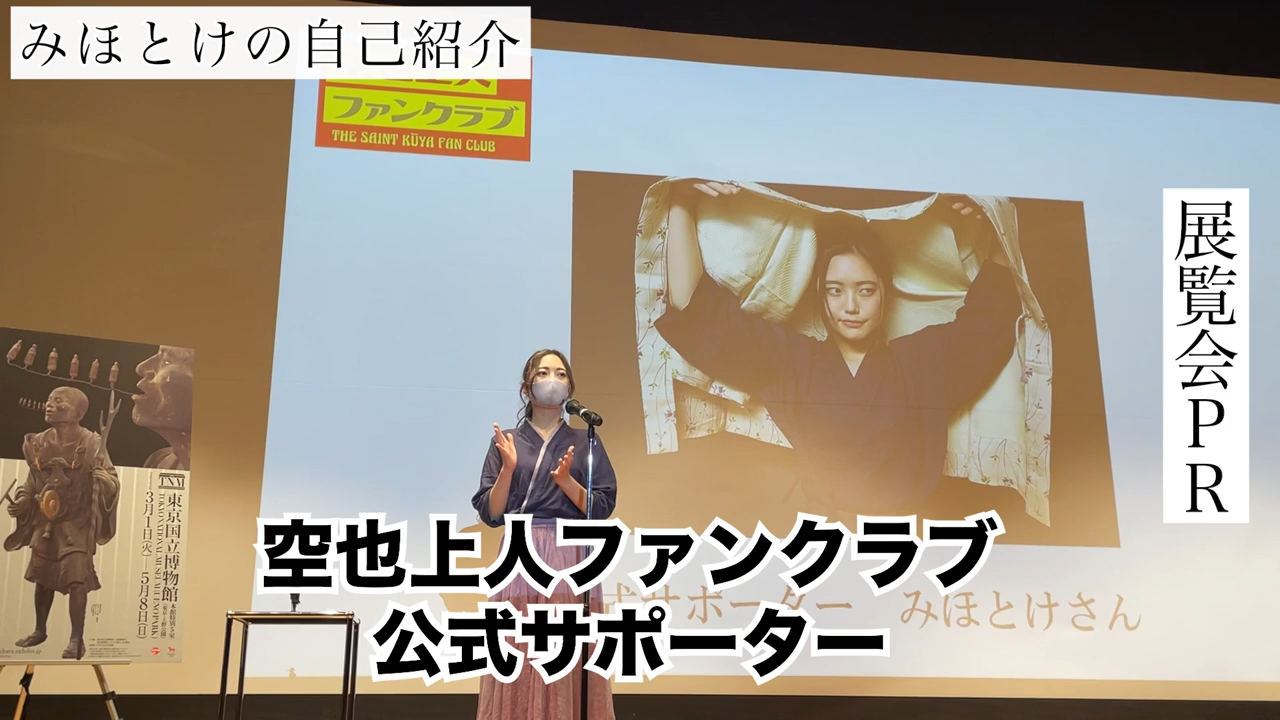 みほとけの自己紹介
ファンクラブ
THE SAINT KŪYA FAN CLUB
展覧会PR
東京国立博物館
3月1日(火)―5月8日(日)
空也上人ファンクラブ
公式サポーター
式サポーター みほとけさん